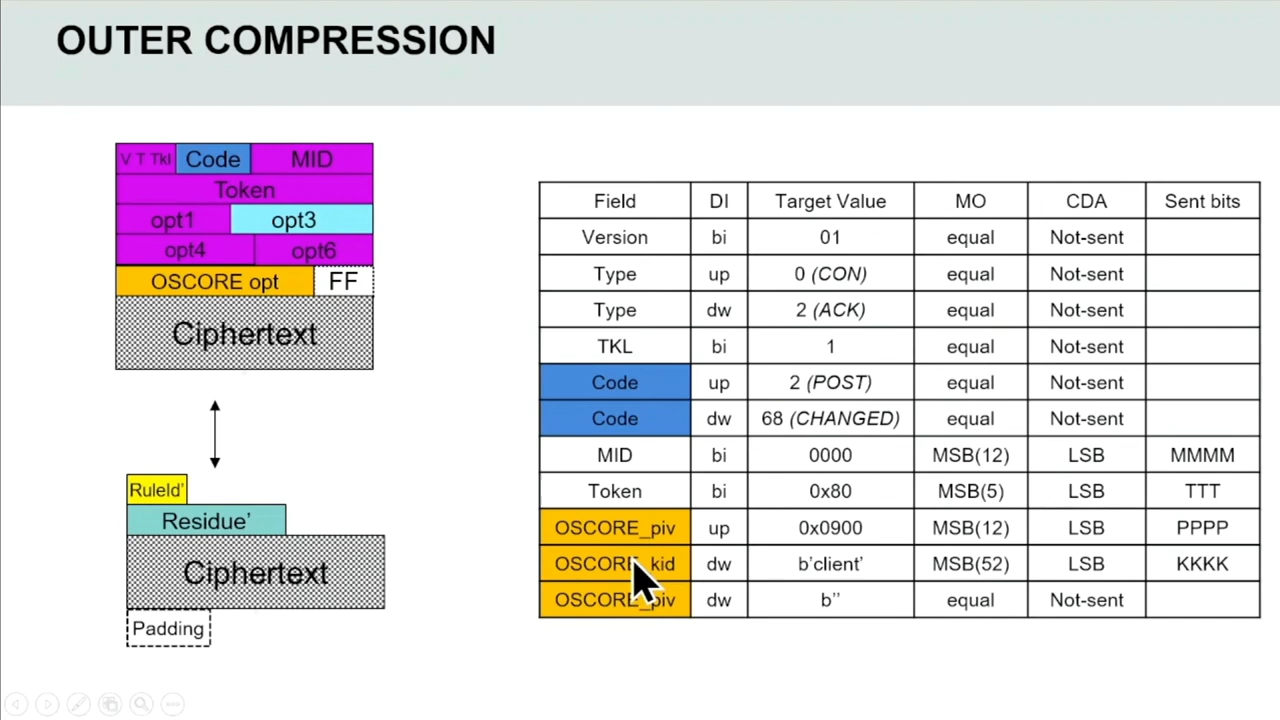 OUTER COMPRESSION
V T Tkl Code MID
Token
opt1 opt3
opt4 opt6
OSCORE opt FF
Ciphertext
RuleId’
Residue’
Ciphertext
Padding
Field DI Target Value MO CDA Sent bits
Version bi 01 equal Not-sent
Type up 0 (CON) equal Not-sent
Type dw 2 (ACK) equal Not-sent
TKL bi 1 equal Not-sent
Code up 2 (POST) equal Not-sent
Code dw 68 (CHANGED) equal Not-sent
MID bi 0000 MSB(12) LSB MMMM
Token bi 0x80 MSB(5) LSB TTT
OSCORE_piv up 0x0900 MSB(12) LSB PPPP
OSCORE_kid dw b’client’ MSB(52) LSB KKKK
OSCORE_piv dw b’’ equal Not-sent